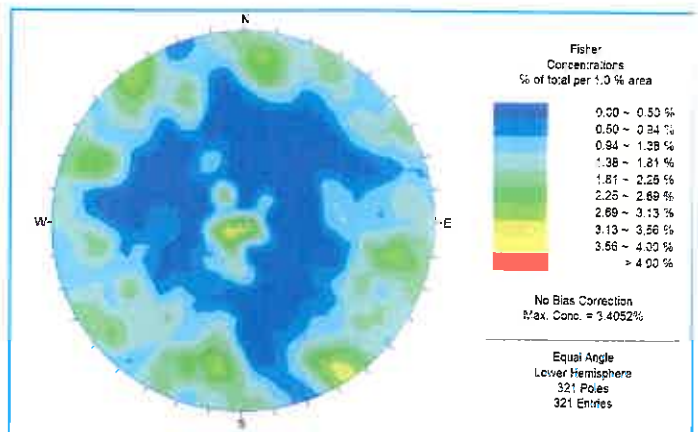 N
W
E
S
Fisher
Concentrations
% of total per 1.0 % area
0.00 ~ 0.50 %
0.50 ~ 0.94 %
0.94 ~ 1.38 %
1.38 ~ 1.81 %
1.81 ~ 2.25 %
2.25 ~ 2.69 %
2.69 ~ 3.13 %
3.13 ~ 3.56 %
3.56 ~ 4.00 %
> 4.00 %
No Bias Correction
Max. Conc. = 3.4052%
Equal Angle
Lower Hemisphere
321 Poles
321 Entries